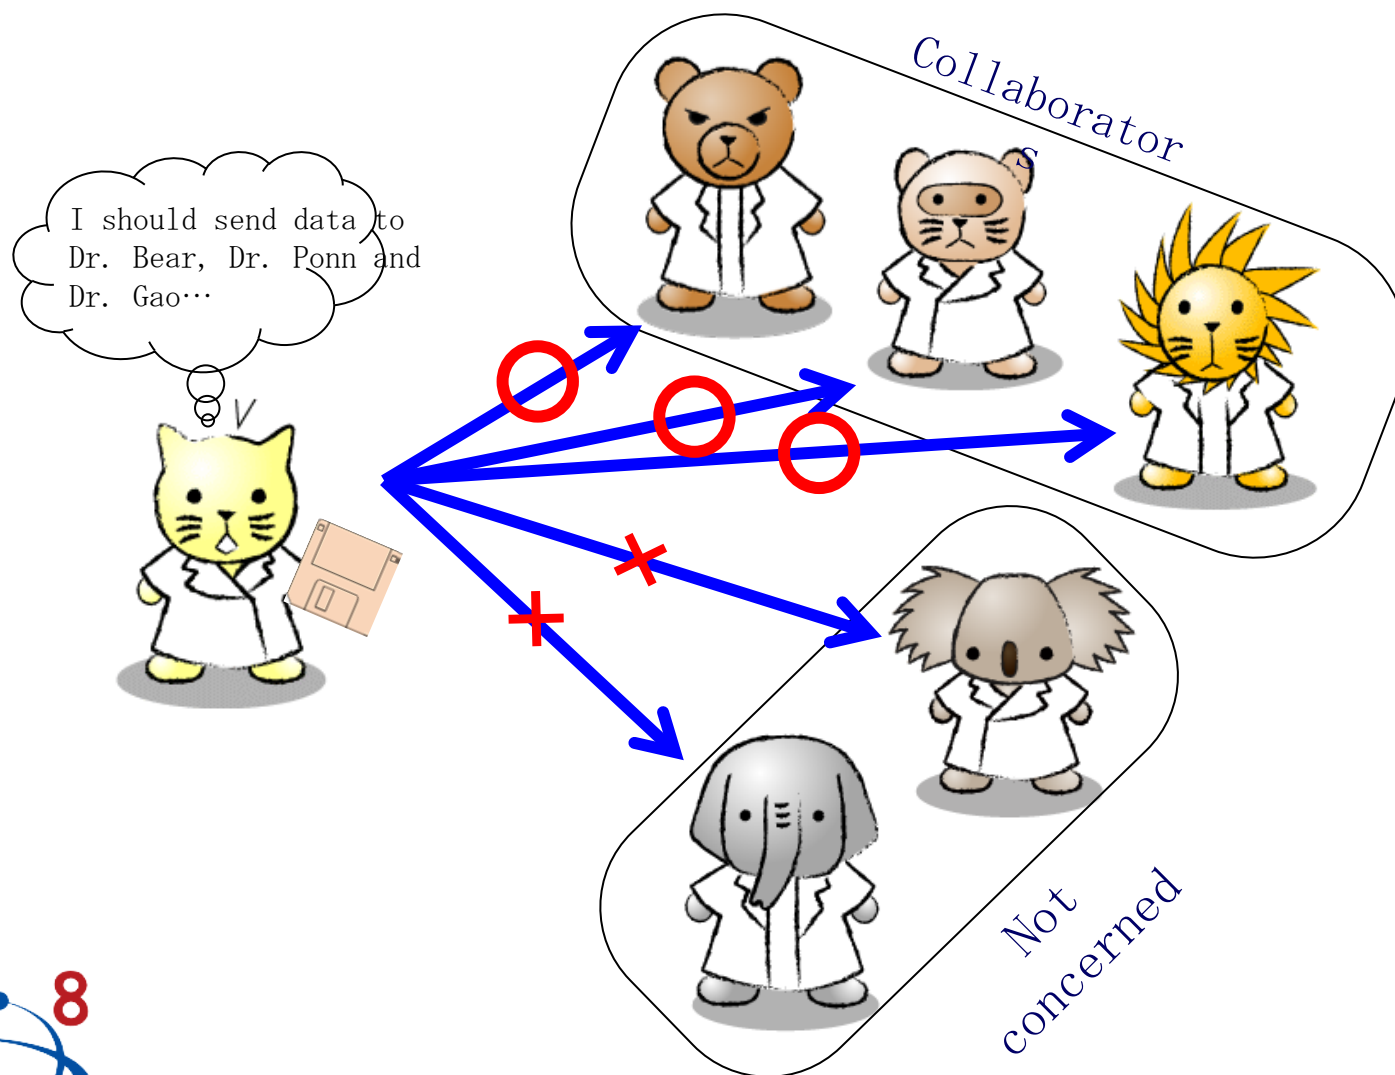 Collaborator
s
I should send data to
Dr. Bear, Dr. Ponn and
Dr. Gao…
Not
concerned
8